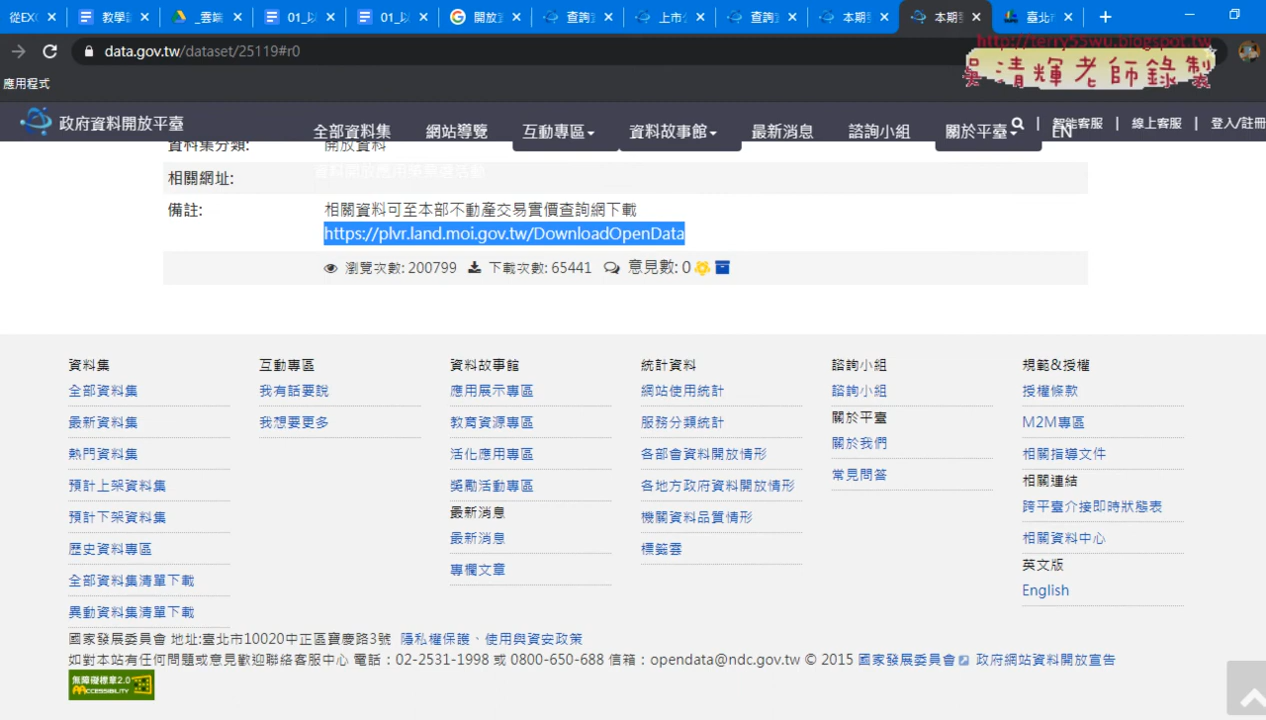 從EXC
教學計
_雲端
01_以
01_以
開放資
查詢
上市公
查詢
本期
本期
臺北市
data.gov.tw/dataset/25119#r0
http://terry55wu.blogspot.tw
吳清輝老師錄製
應用程式
政府資料開放平臺
全部資料集
網站導覽
互動專區
資料故事館
最新消息
諮詢小組
關於平臺
智能客服 | 線上客服 | 登入/註冊
EN
資料集分類: 開放資料
相關網址:
備註: 相關資料可至本部不動產交易實價查詢網下載
https://plvr.land.moi.gov.tw/DownloadOpenData
瀏覽次數: 200799 下載次數: 65441 意見數: 0
資料集
全部資料集
最新資料集
熱門資料集
預計上架資料集
預計下架資料集
歷史資料專區
全部資料集清單下載
異動資料集清單下載
互動專區
我有話要說
我想要更多
資料故事館
應用展示專區
教育資源專區
活化應用專區
獎勵活動專區
最新消息
最新消息
專欄文章
統計資料
網站使用統計
服務分類統計
各部會資料開放情形
各地方政府資料開放情形
機關資料品質情形
標籤雲
諮詢小組
諮詢小組
關於平臺
關於我們
常見問答
規範&授權
授權條款
M2M專區
相關指導文件
相關連結
跨平臺介接即時狀態表
相關資料中心
英文版
English
國家發展委員會 地址:臺北市10020中正區寶慶路3號 隱私權保護、使用與資安政策
如對本站有任何問題或意見歡迎聯絡客服中心 電話：02-2531-1998 或 0800-650-688 信箱：opendata@ndc.gov.tw © 2015 國家發展委員會 政府網站資料開放宣告
無障礙標章2.0
ACCESSIBILITY